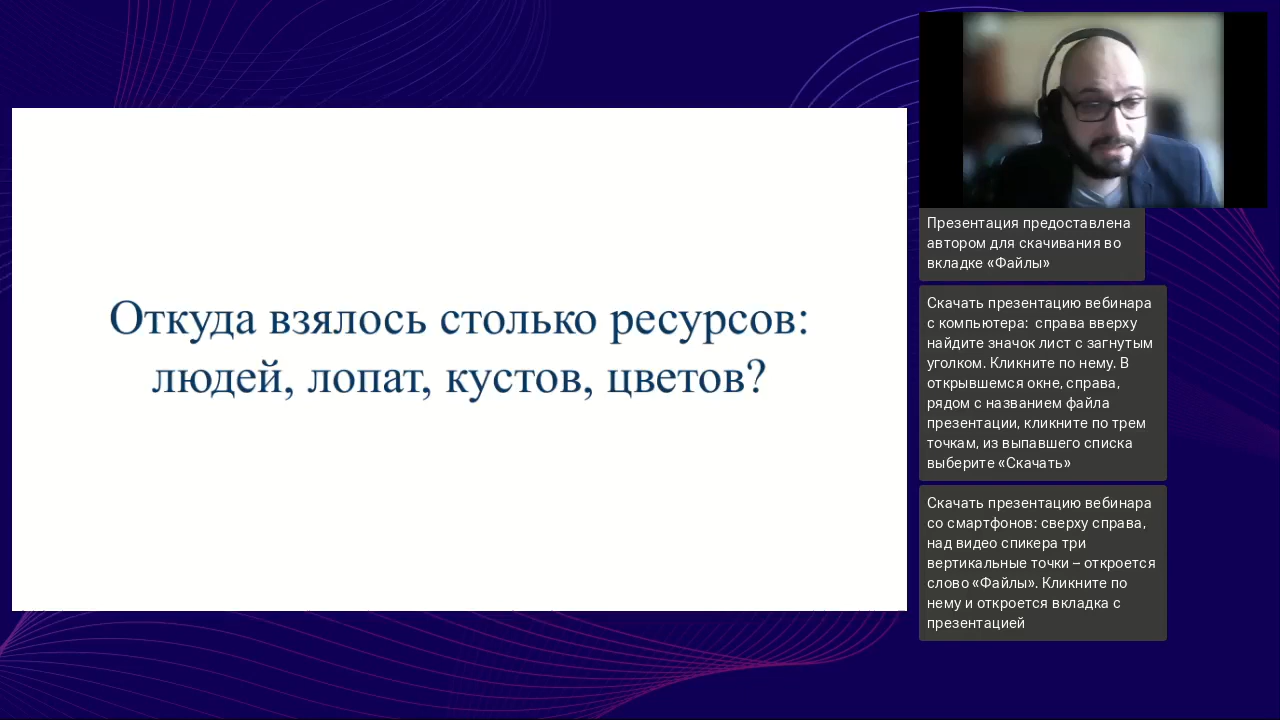 Откуда взялось столько ресурсов:
людей, лопат, кустов, цветов?
Презентация предоставлена
автором для скачивания во
вкладке «Файлы»
Скачать презентацию вебинара
с компьютера: справа вверху
найдите значок лист с загнутым
уголком. Кликните по нему. В
открывшемся окне, справа,
рядом с названием файла
презентации, кликните по трем
точкам, из выпавшего списка
выберите «Скачать»
Скачать презентацию вебинара
со смартфонов: сверху справа,
над видео спикера три
вертикальные точки – откроется
слово «Файлы». Кликните по
нему и откроется вкладка с
презентацией